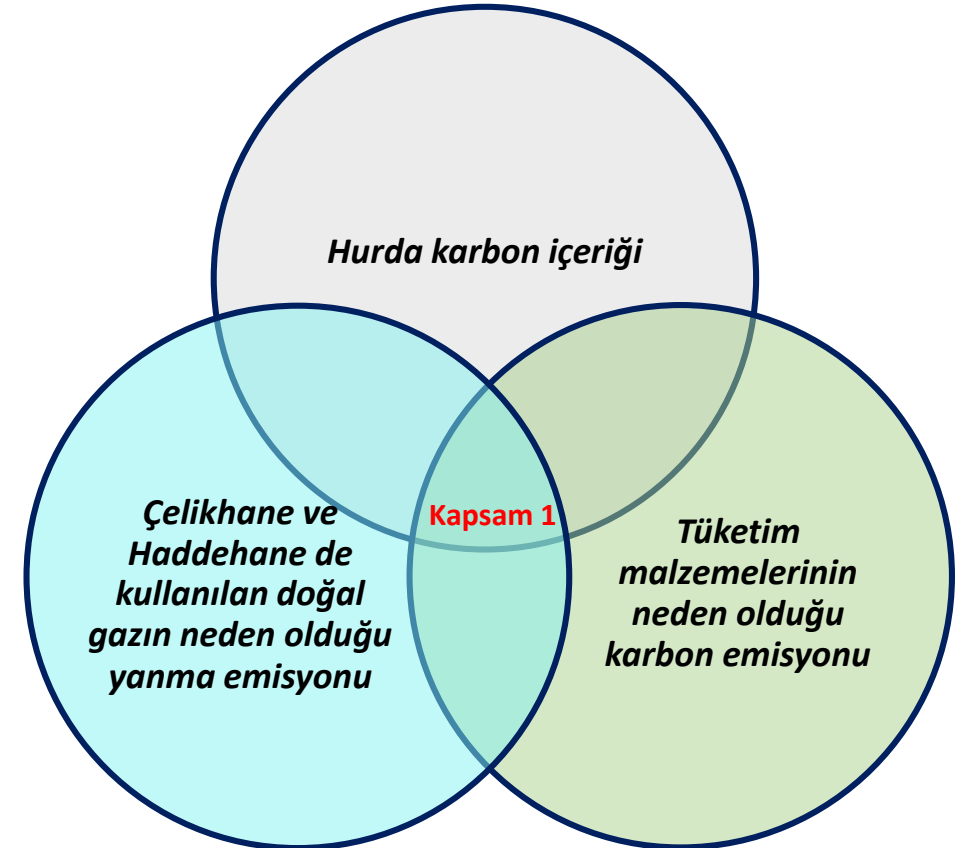 Hurda karbon içeriği
Çelikhane ve
Haddehane de
kullanılan doğal
gazın neden olduğu
yanma emisyonu
Kapsam 1
Tüketim
malzemelerinin
neden olduğu
karbon emisyonu